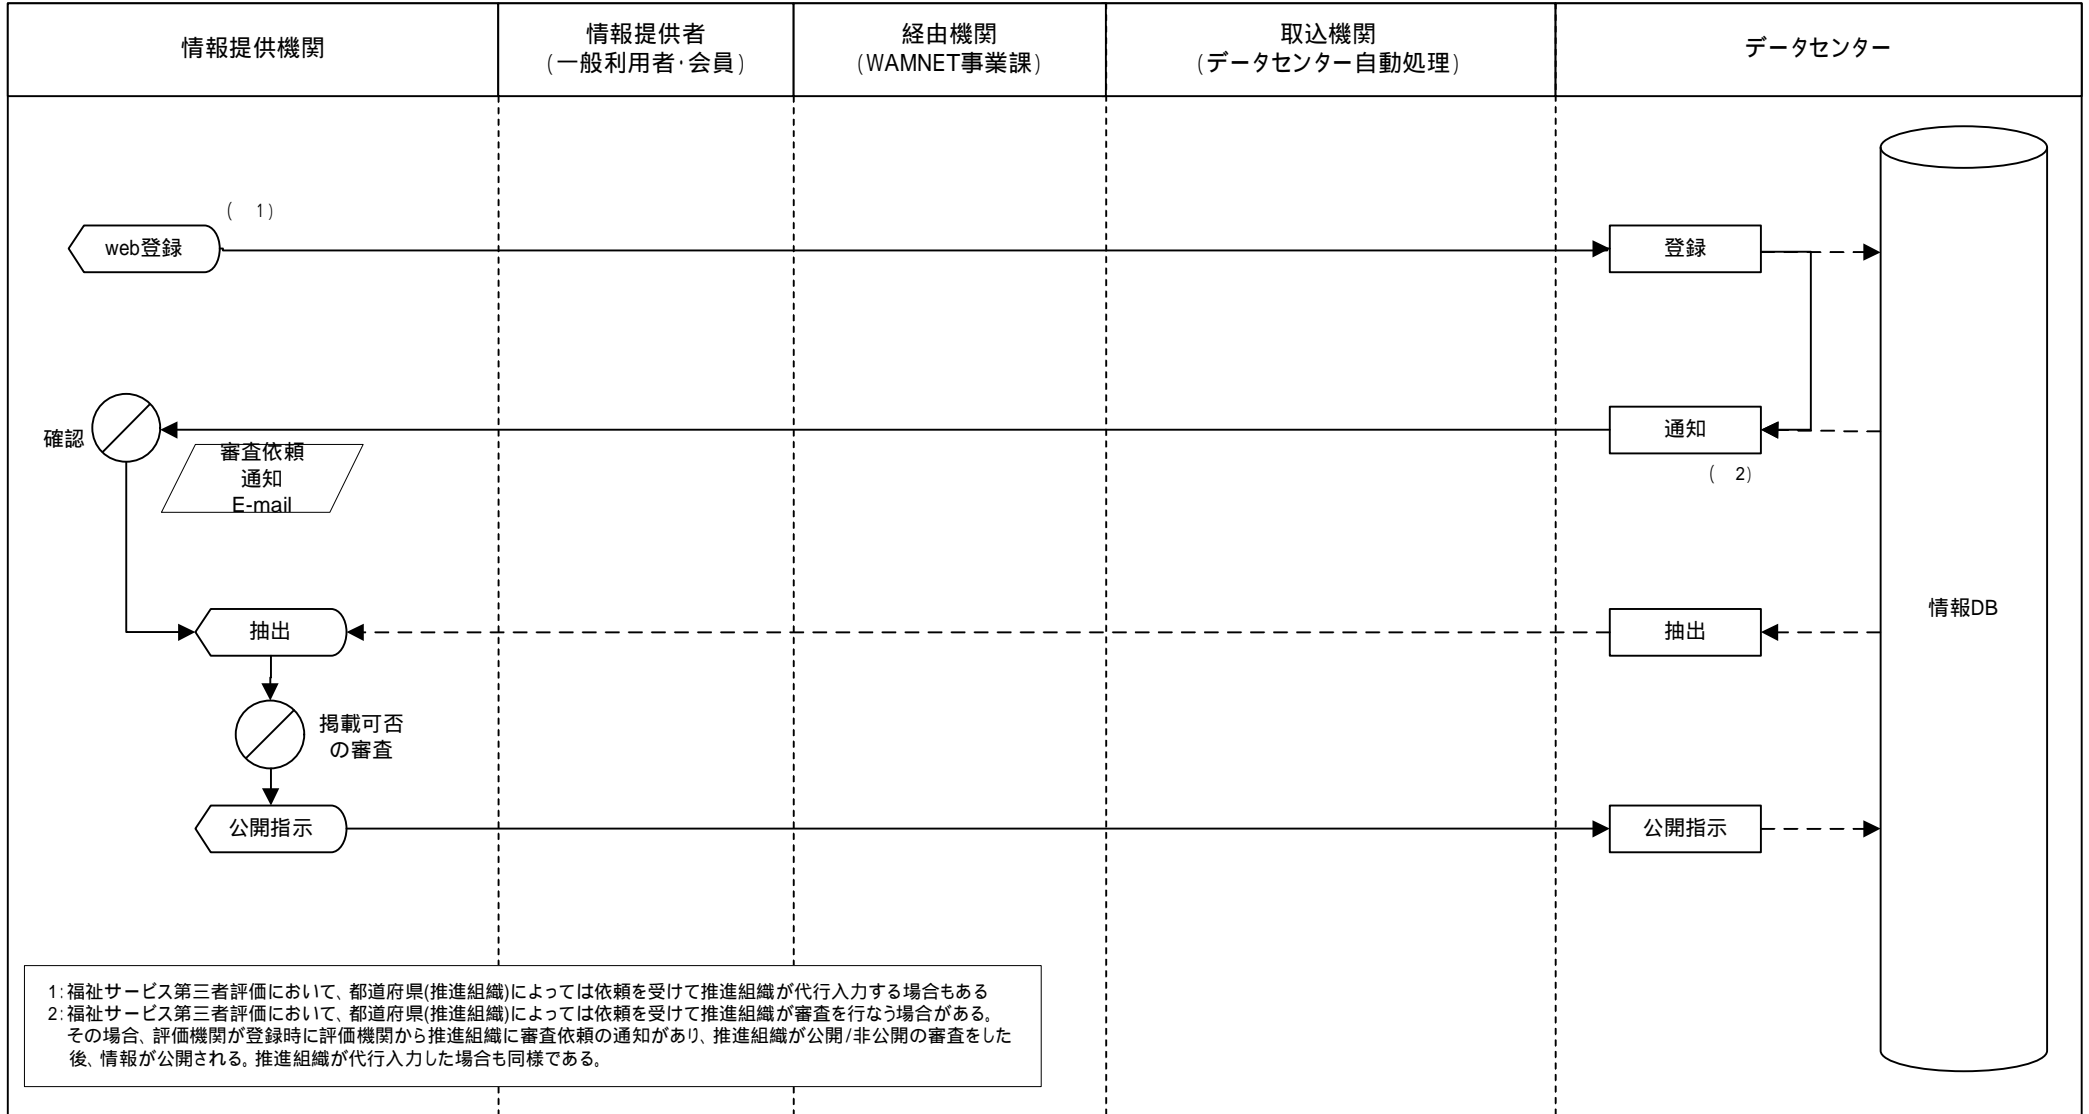 情報提供機関
情報提供者
(一般利用者・会員)
経由機関
(WAMNET事業課)
取込機関
(データセンター自動処理)
データセンター
( 1)
web登録
登録
確認
通知
審査依頼
通知
E-mail
( 2)
抽出
抽出
情報DB
掲載可否
の審査
公開指示
公開指示
1:福祉サービス第三者評価において、都道府県(推進組織)によっては依頼を受けて推進組織が代行入力する場合もある
2:福祉サービス第三者評価において、都道府県(推進組織)によっては依頼を受けて推進組織が審査を行なう場合がある。
その場合、評価機関が登録時に評価機関から推進組織に審査依頼の通知があり、推進組織が公開/非公開の審査をした
後、情報が公開される。推進組織が代行入力した場合も同様である。